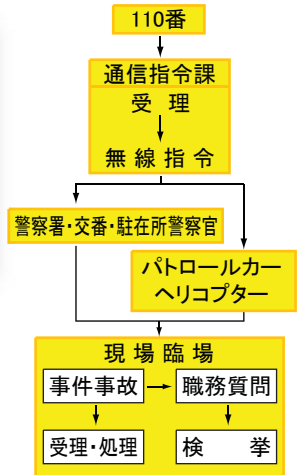 110番
通信指令課
受理
無線指令
警察署・交番・駐在所警察官
パトロールカー
ヘリコプター
現場臨場
事件事故
職務質問
受理・処理
検挙